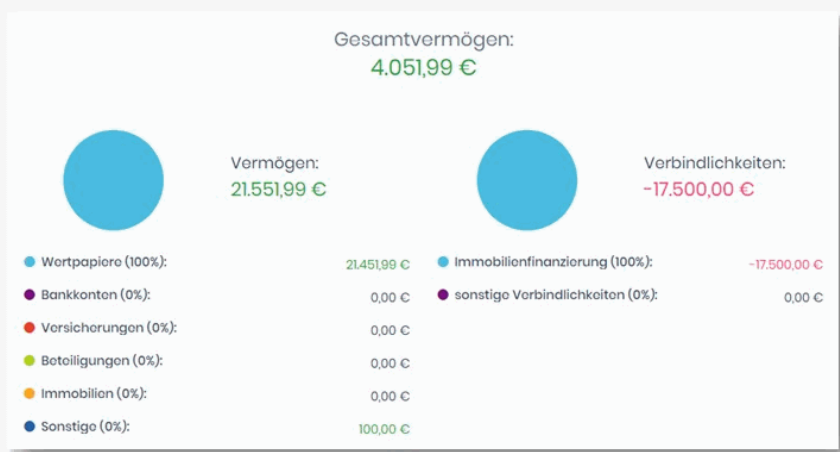 Gesamtvermögen:
4.051,99 €
Vermögen:
21.551,99 €
Verbindlichkeiten:
-17.500,00 €
Wertpapiere (100%): 21.451,99 €
Bankkonten (0%): 0,00 €
Versicherungen (0%): 0,00 €
Beteiligungen (0%): 0,00 €
Immobilien (0%): 0,00 €
Sonstige (0%): 100,00 €
Immobilienfinanzierung (100%): -17.500,00 €
sonstige Verbindlichkeiten (0%): 0,00 €